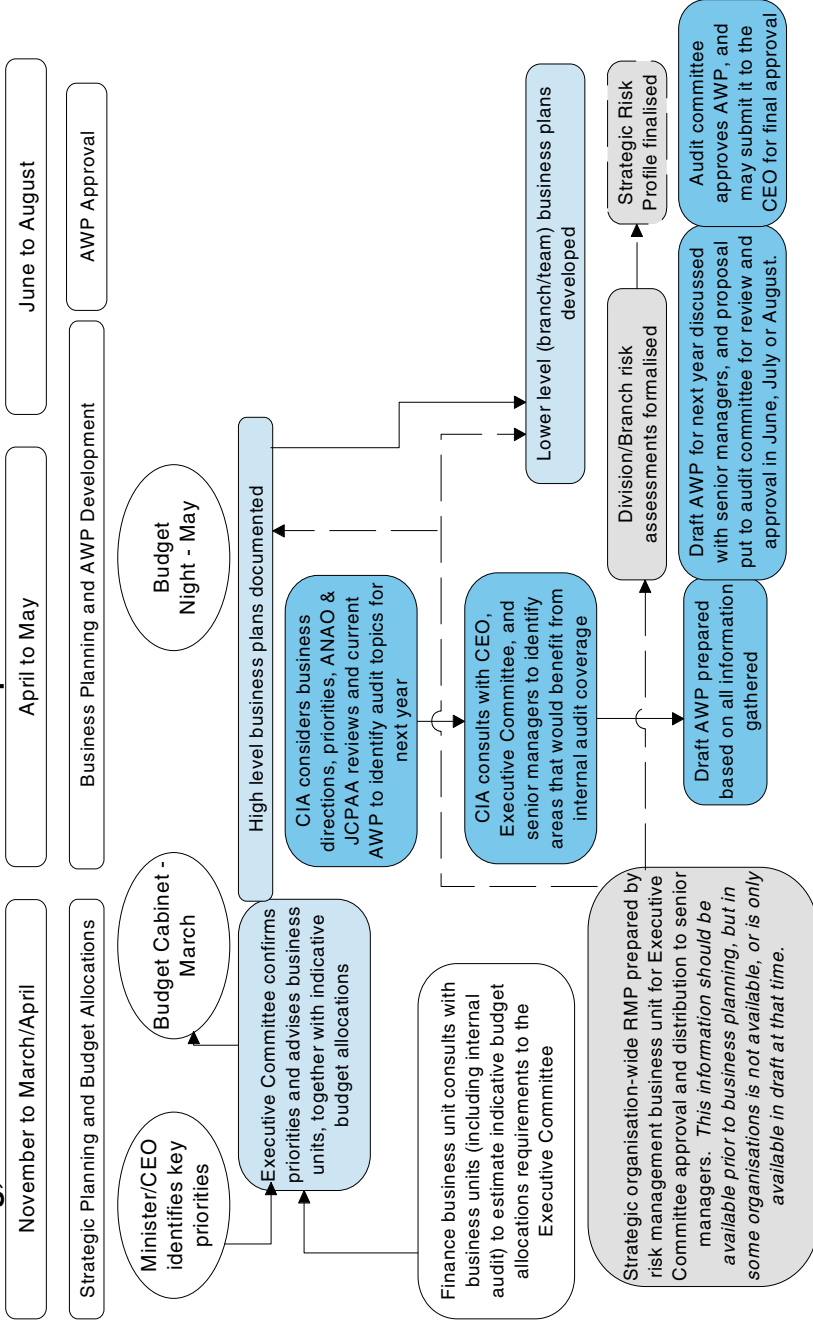 November to March/April
April to May
June to August
Strategic Planning and Budget Allocations
Business Planning and AWP Development
AWP Approval
Minister/CEO
identifies key
priorities
Budget Cabinet -
March
Budget
Night - May
Executive Committee confirms
priorities and advises business
units, together with indicative
budget allocations
High level business plans documented
CIA considers business
directions, priorities, ANAO &
JCPAA reviews and current
AWP to identify audit topics for
next year
Finance business unit consults with
business units (including internal
audit) to estimate indicative budget
allocations requirements to the
Executive Committee
CIA consults with CEO,
Executive Committee, and
senior managers to identify
areas that would benefit from
internal audit coverage
Lower level (branch/team) business plans
developed
Strategic organisation-wide RMP prepared by
risk management business unit for Executive
Committee approval and distribution to senior
managers. This information should be
available prior to business planning, but in
some organisations is not available, or is only
available in draft at that time.
Division/Branch risk
assessments formalised
Strategic Risk
Profile finalised
Draft AWP prepared
based on all information
gathered
Draft AWP for next year discussed
with senior managers, and proposal
put to audit committee for review and
approval in June, July or August.
Audit committee
approves AWP, and
may submit it to the
CEO for final approval